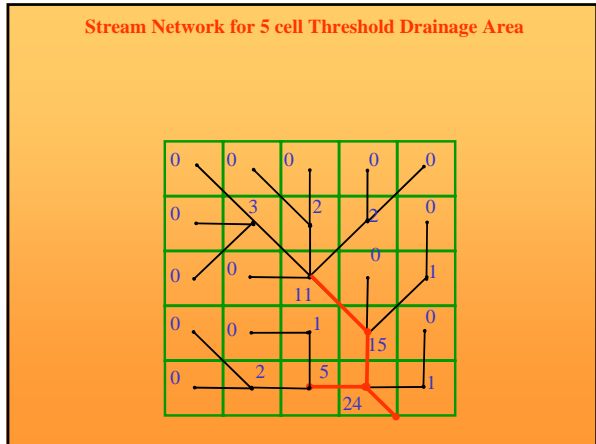 Stream Network for 5 cell Threshold Drainage Area
0 0 0 0 0
0 3 2 2 0
0 0 11 0 1
0 0 1 15 0
0 2 5 24 1